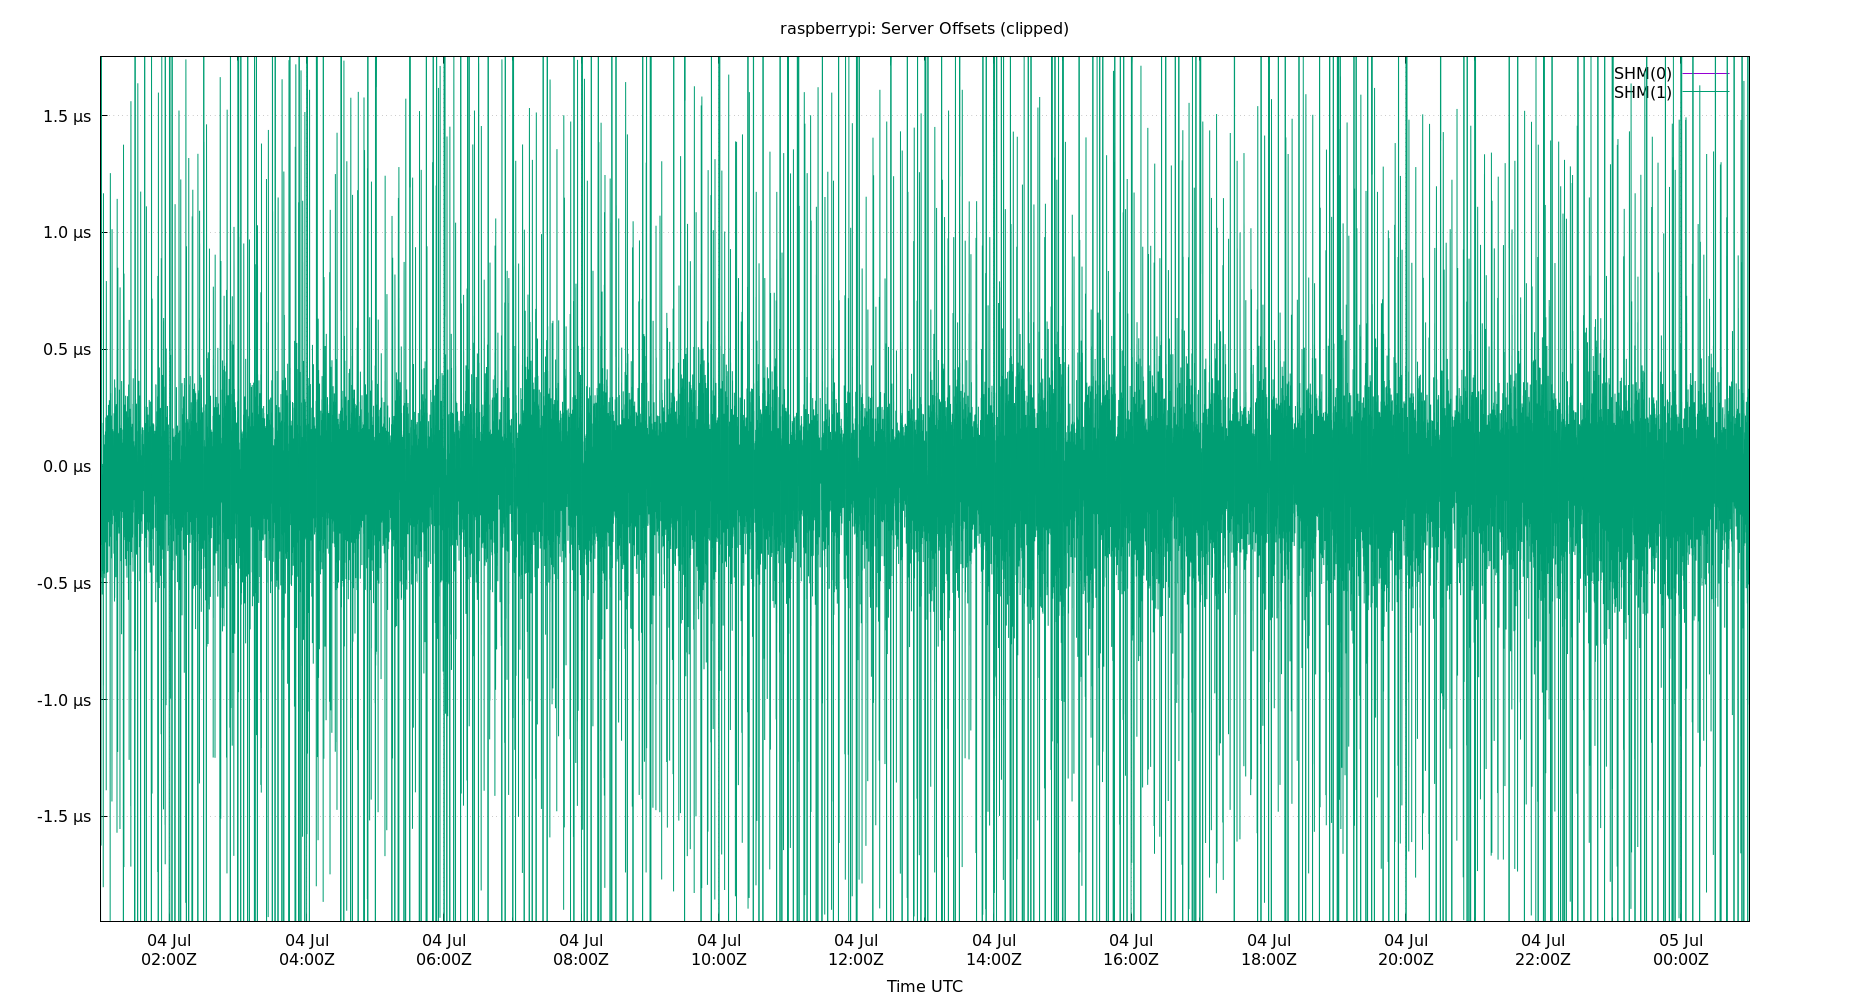 raspberrypi: Server Offsets (clipped)
SHM(0)
SHM(1)
1.5 µs
1.0 µs
0.5 µs
0.0 µs
-0.5 µs
-1.0 µs
-1.5 µs
04 Jul 04 Jul 04 Jul 04 Jul 04 Jul 04 Jul 04 Jul 04 Jul 04 Jul 04 Jul 04 Jul 05 Jul
02:00Z 04:00Z 06:00Z 08:00Z 10:00Z 12:00Z 14:00Z 16:00Z 18:00Z 20:00Z 22:00Z 00:00Z
Time UTC